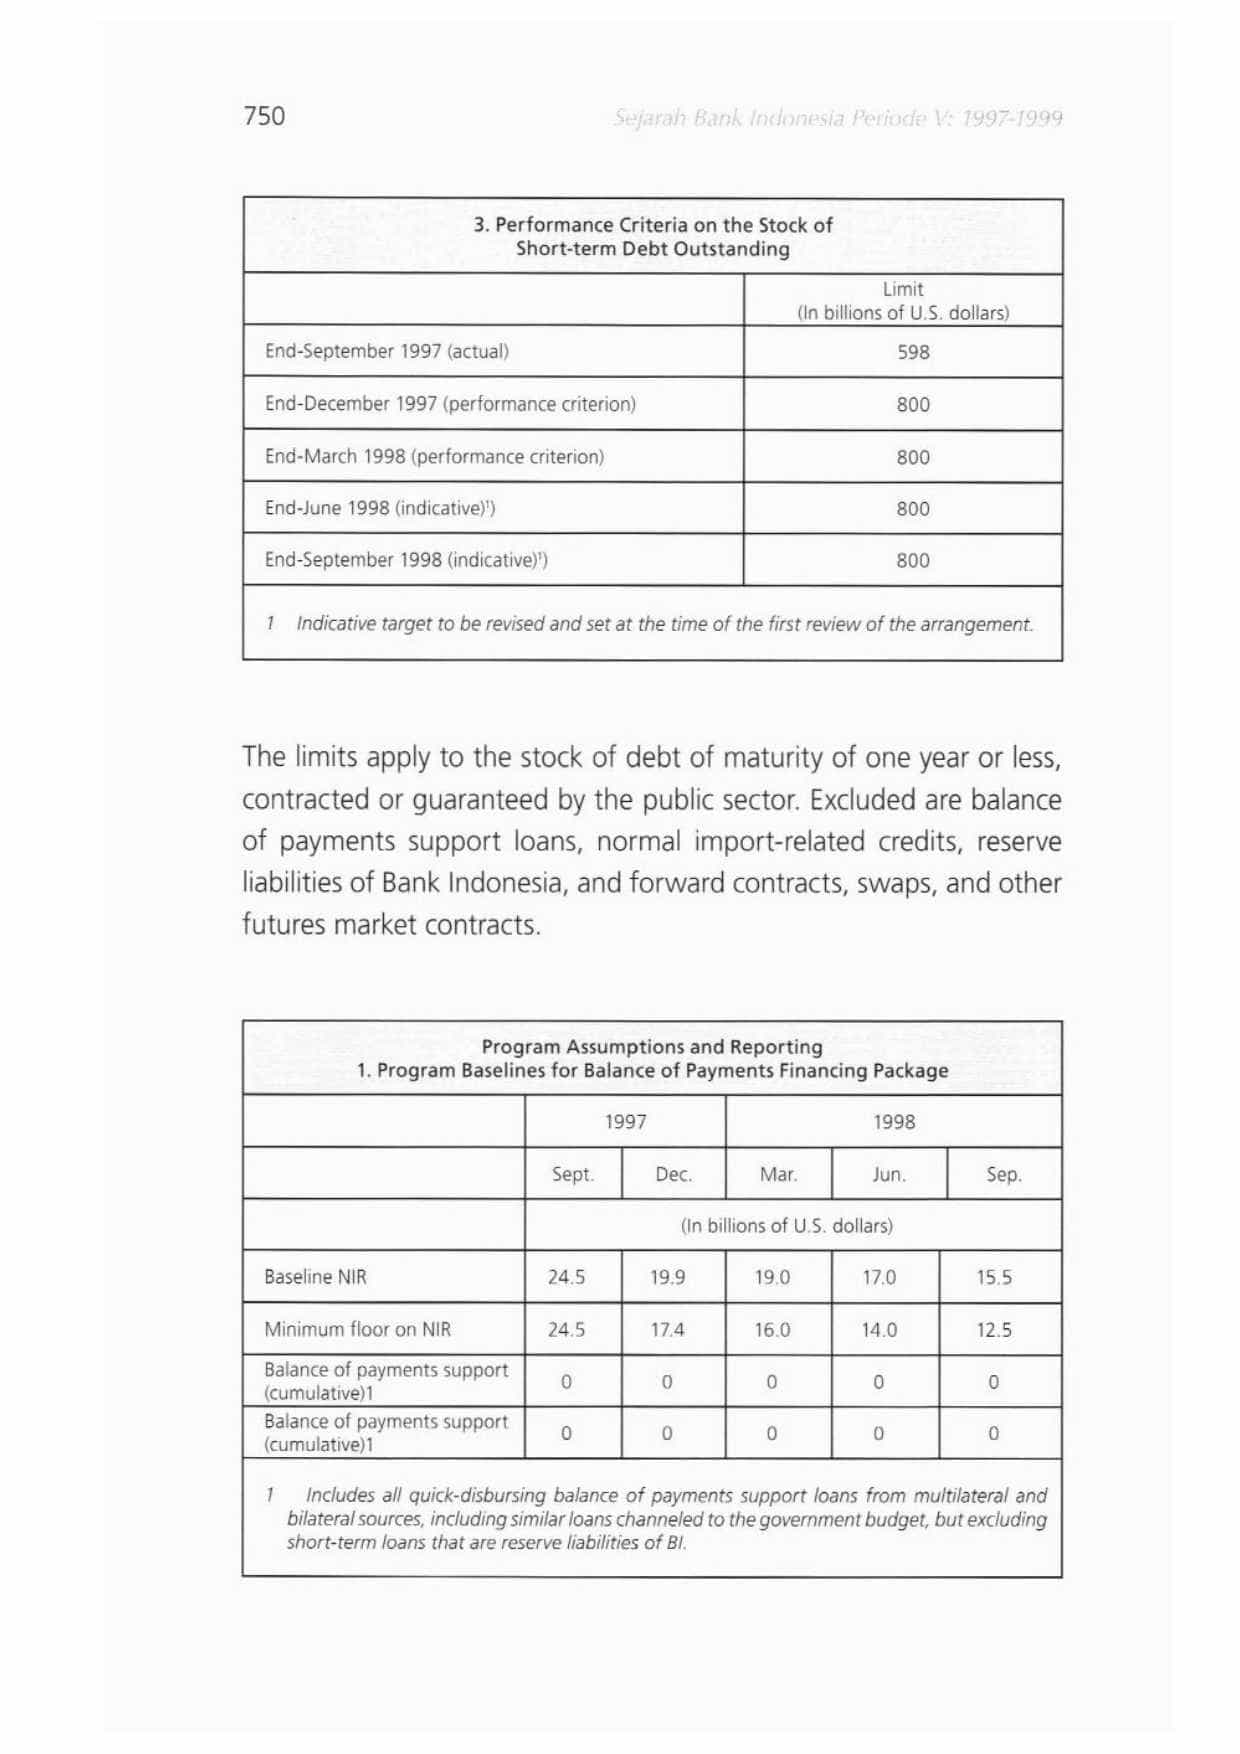 750
Sejarah Bank Indonesia Periode V: 1997-1999
3. Performance Criteria on the Stock of
Short-term Debt Outstanding
Limit
(In billions of U.S. dollars)
End-September 1997 (actual) 598
End-December 1997 (performance criterion) 800
End-March 1998 (performance criterion) 800
End-June 1998 (indicative)¹) 800
End-September 1998 (indicative)¹) 800
1 Indicative target to be revised and set at the time of the first review of the arrangement.
The limits apply to the stock of debt of maturity of one year or less,
contracted or guaranteed by the public sector. Excluded are balance
of payments support loans, normal import-related credits, reserve
liabilities of Bank Indonesia, and forward contracts, swaps, and other
futures market contracts.
Program Assumptions and Reporting
1. Program Baselines for Balance of Payments Financing Package
1997 1998
Sept. Dec. Mar. Jun. Sep.
(In billions of U.S. dollars)
Baseline NIR 24.5 19.9 19.0 17.0 15.5
Minimum floor on NIR 24.5 17.4 16.0 14.0 12.5
Balance of payments support
(cumulative)1 0 0 0 0 0
Balance of payments support
(cumulative)1 0 0 0 0 0
1 Includes all quick-disbursing balance of payments support loans from multilateral and
bilateral sources, including similar loans channeled to the government budget, but excluding
short-term loans that are reserve liabilities of BI.